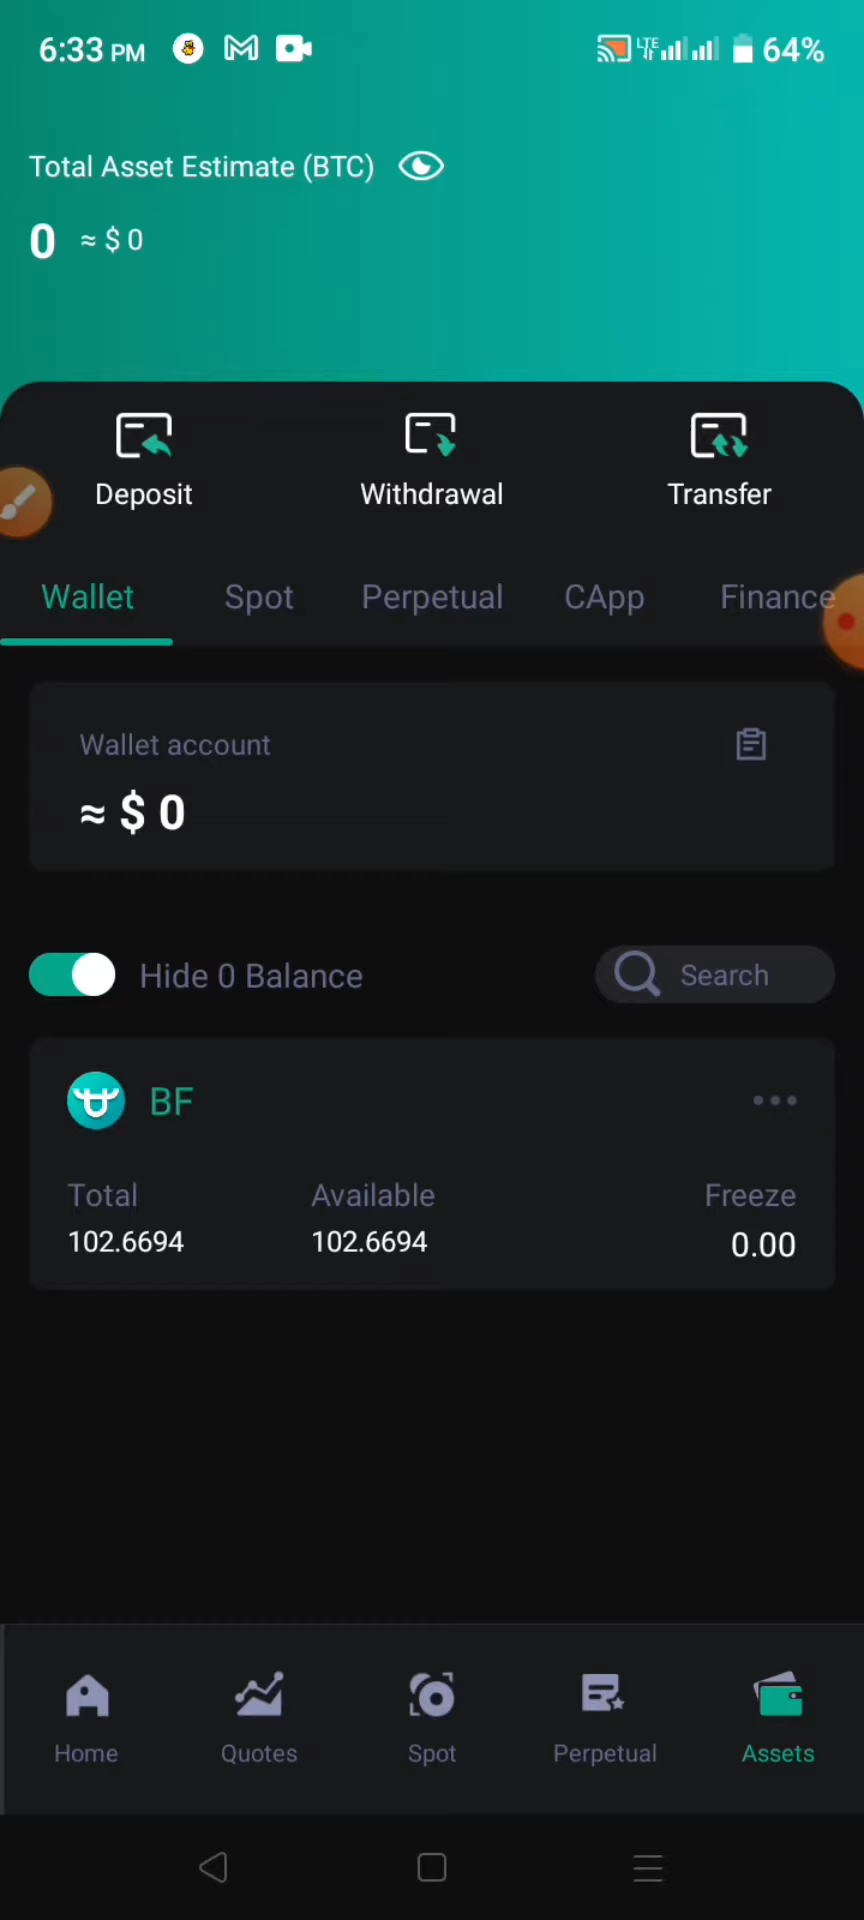 6:33 PM LTE 64%
Total Asset Estimate (BTC)
0 ≈ $ 0
Deposit Withdrawal Transfer
Wallet Spot Perpetual CApp Finance
Wallet account
≈ $ 0
Hide 0 Balance Search
BF
Total Available Freeze
102.6694 102.6694 0.00
Home Quotes Spot Perpetual Assets